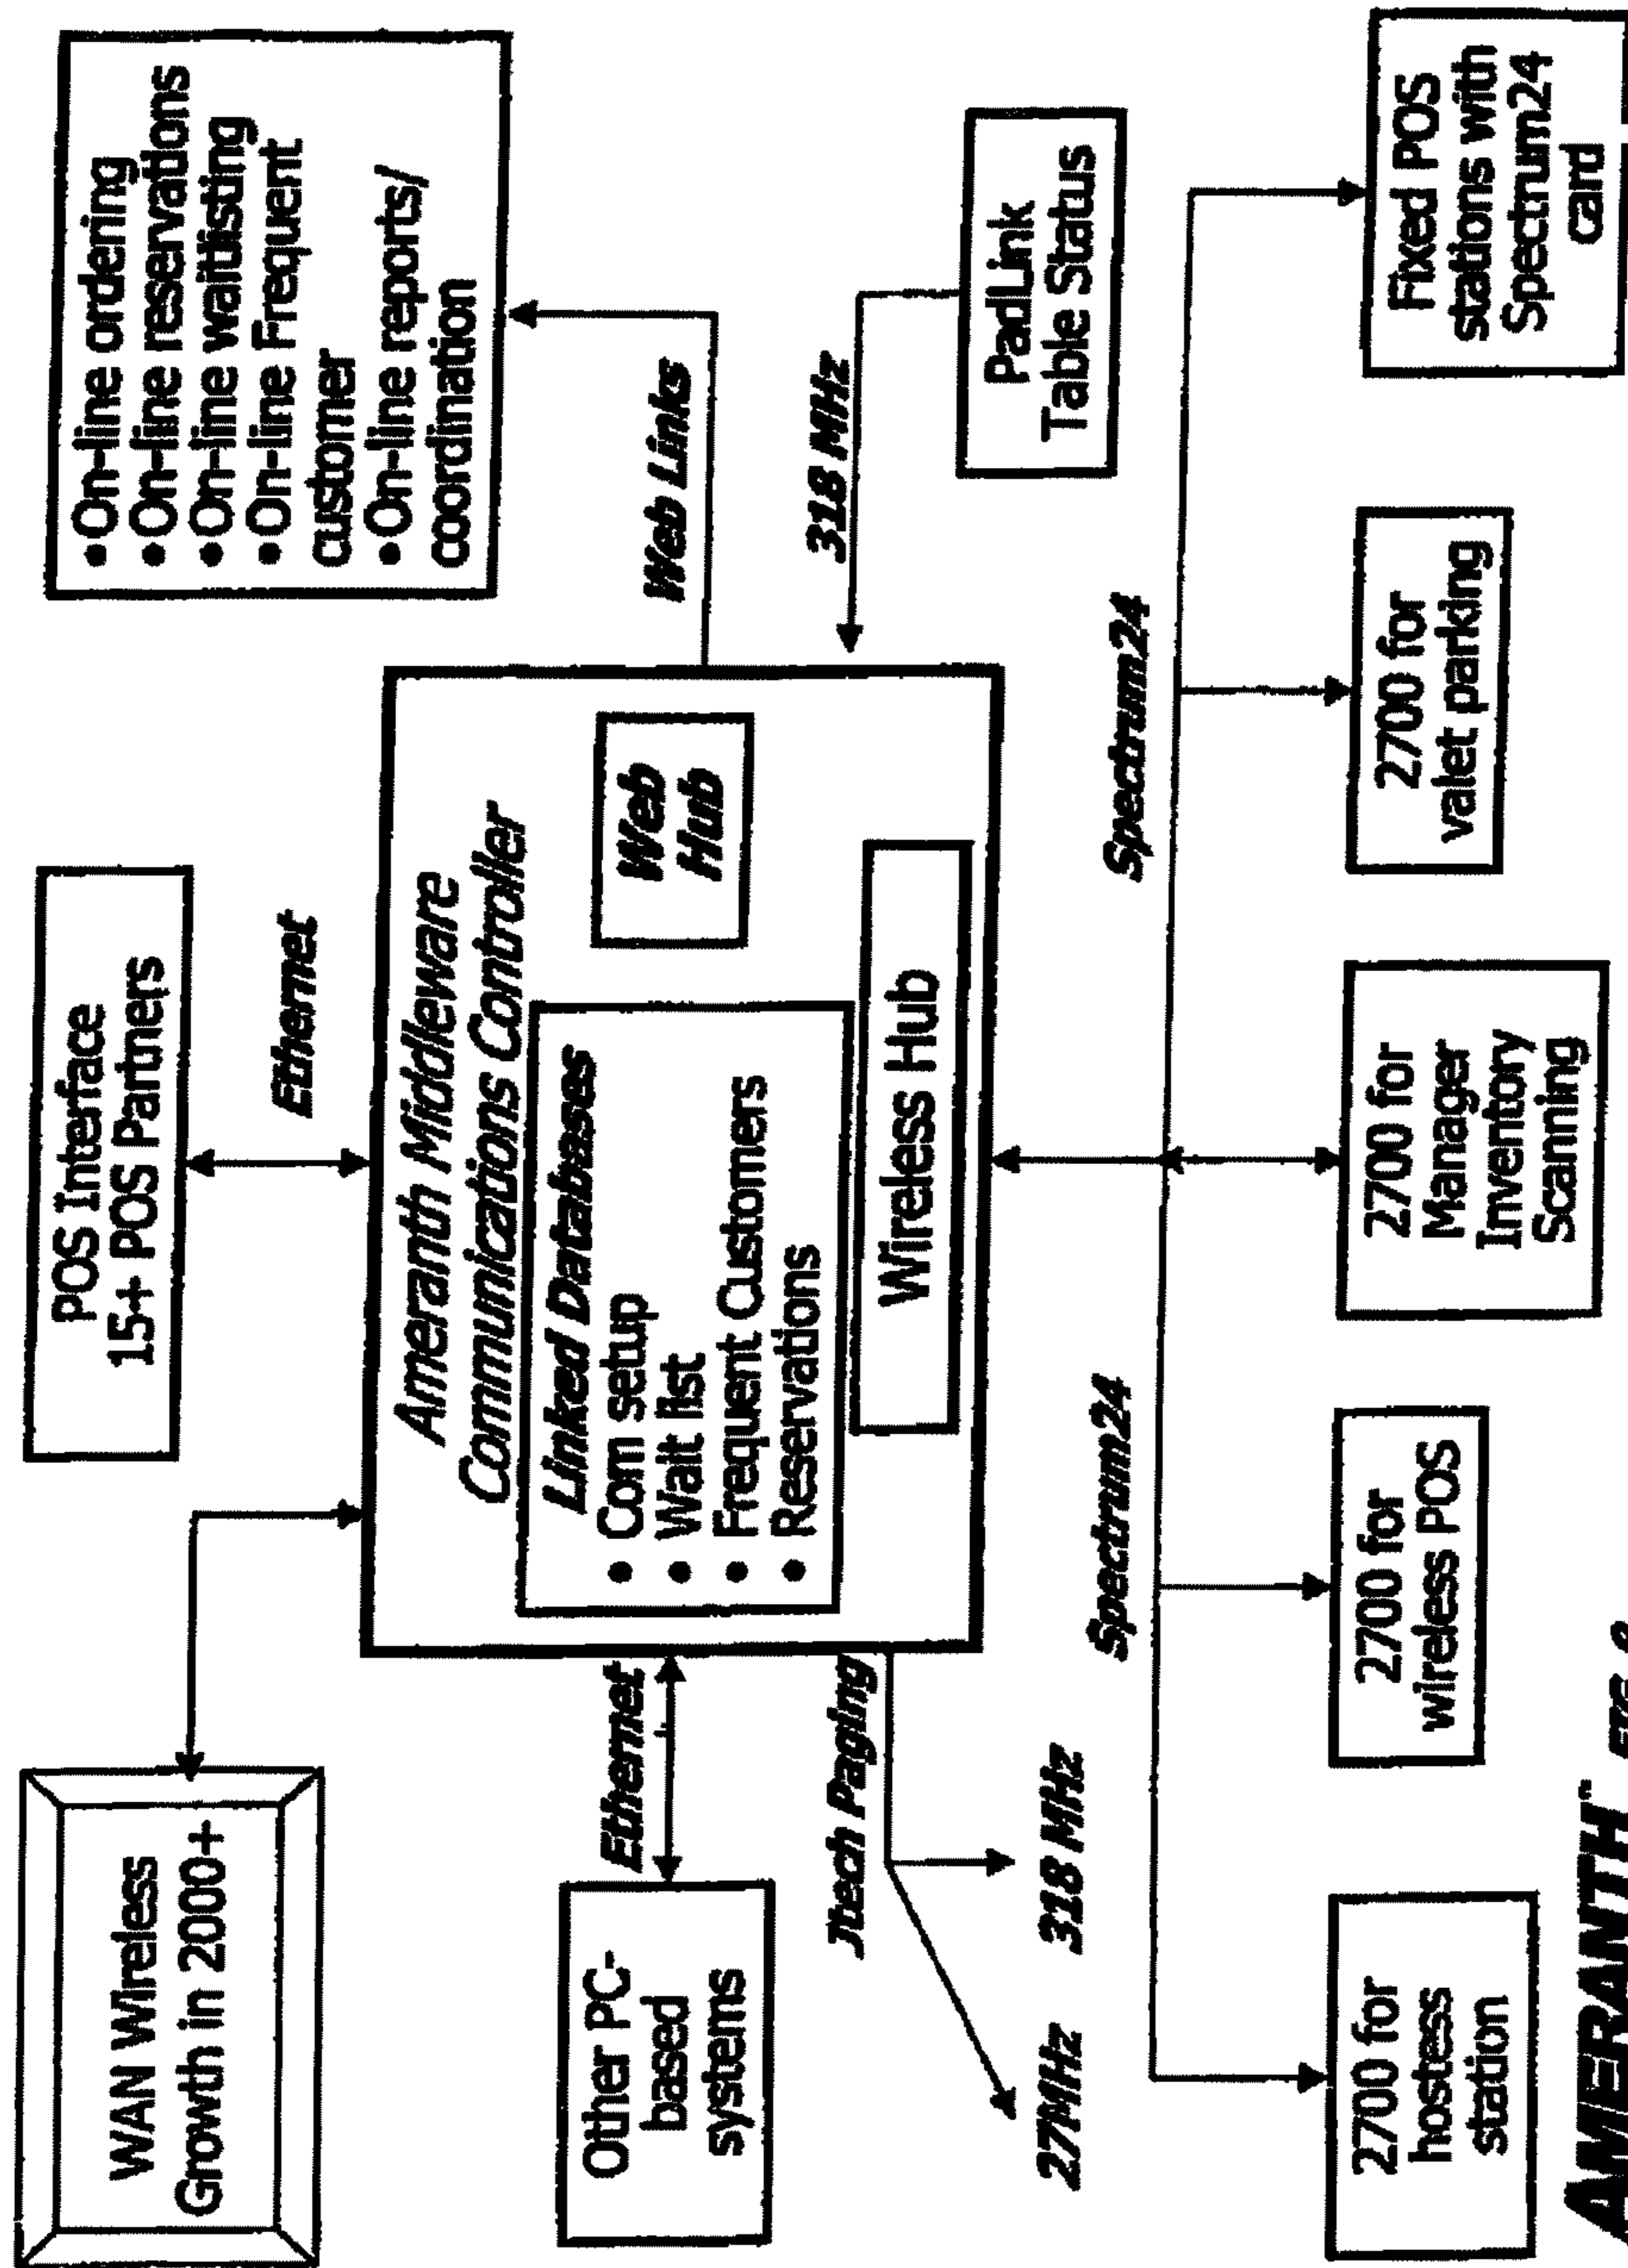 WAN Wireless
Growth in 2000+
POS Interface
15+ POS Partners
•On-line ordering
•On-line reservations
•On-line waitlisting
•On-line Frequent
customer
•On-line reports/
coordination
Ethernet
Ameranth Middleware
Communications Controller
Linked Databases
• Com setup
• Wait list
• Frequent Customers
• Reservations
Web
Hub
Wireless Hub
Web Links
Ethernet
Other PC-
based
systems
Jtech Paging
27MHz
318 MHz
318 MHz
PadLink
Table Status
Spectrum24
Spectrum24
2700 for
hostess
station
2700 for
wireless POS
2700 for
Manager
Inventory
Scanning
2700 for
valet parking
Fixed POS
stations with
Spectrum24
card
AMERANTH™ FIG. 9